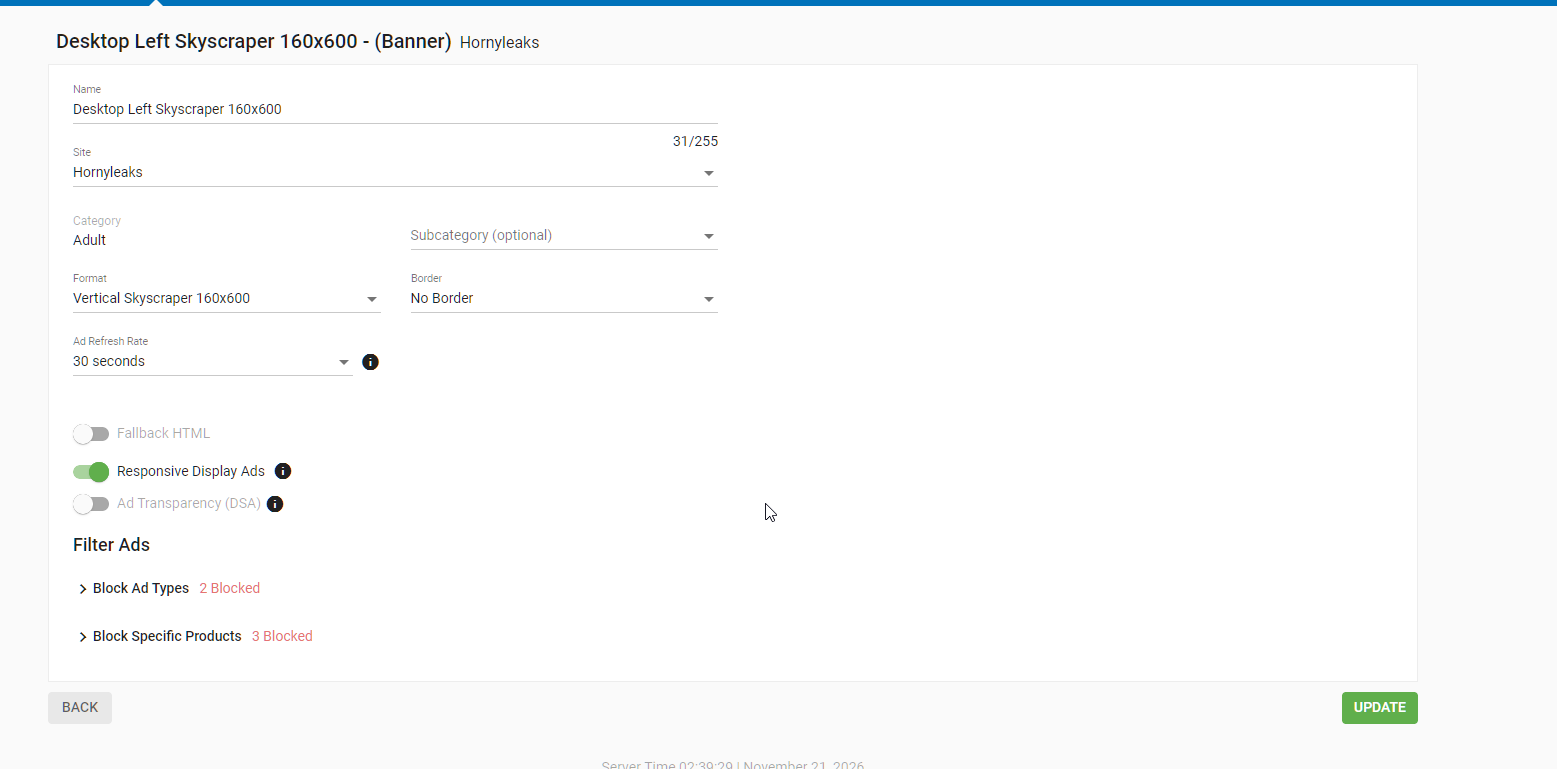 Desktop Left Skyscraper 160x600 - (Banner) Hornyleaks
Name
Desktop Left Skyscraper 160x600
31/255
Site
Hornyleaks
Category
Adult
Subcategory (optional)
Format
Vertical Skyscraper 160x600
Border
No Border
Ad Refresh Rate
30 seconds
Fallback HTML
Responsive Display Ads
Ad Transparency (DSA)
Filter Ads
Block Ad Types 2 Blocked
Block Specific Products 3 Blocked
BACK
UPDATE
Server Time 02:39:29 | November 21, 2026